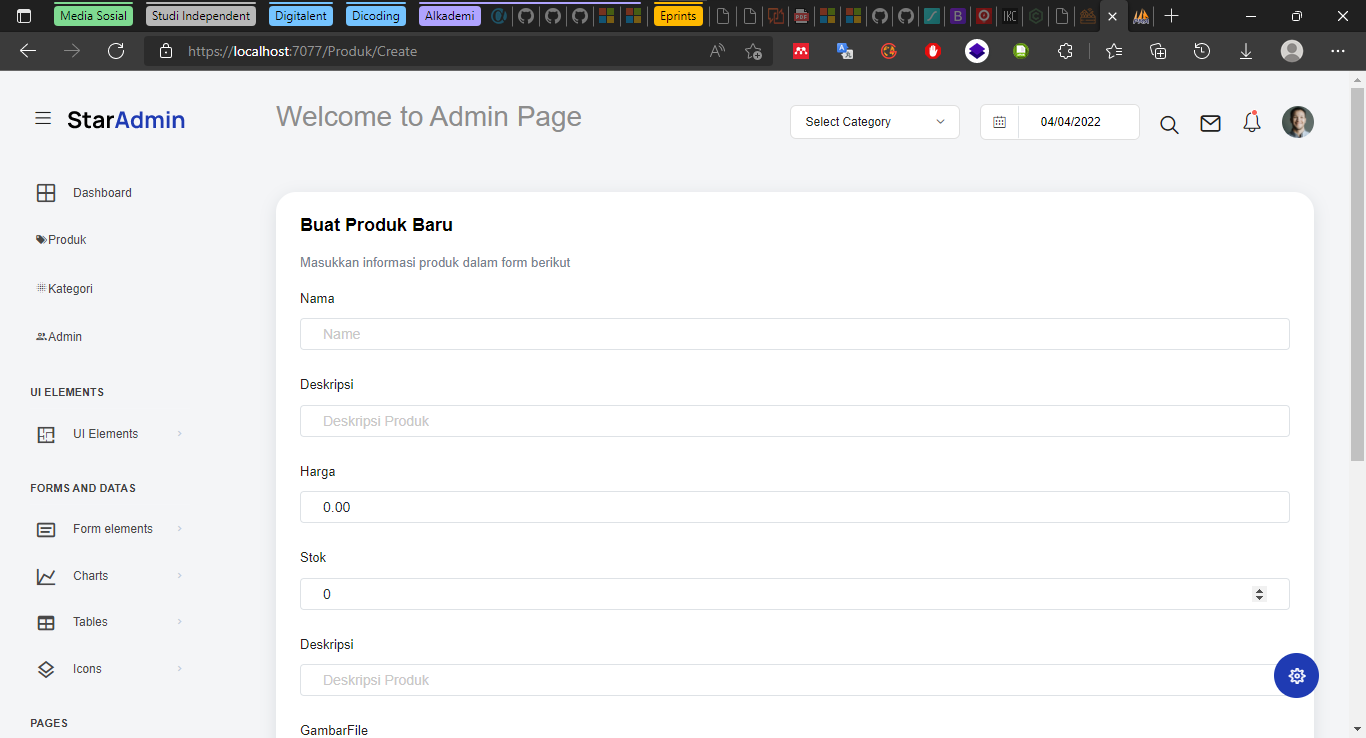 Media Sosial Studi Independent Digitalent Dicoding Alkademi Eprints
https://localhost:7077/Produk/Create
StarAdmin
Welcome to Admin Page
Select Category
04/04/2022
Dashboard
Produk
Kategori
Admin
UI ELEMENTS
UI Elements
FORMS AND DATAS
Form elements
Charts
Tables
Icons
PAGES
Buat Produk Baru
Masukkan informasi produk dalam form berikut
Nama
Name
Deskripsi
Deskripsi Produk
Harga
0.00
Stok
0
Deskripsi
Deskripsi Produk
GambarFile